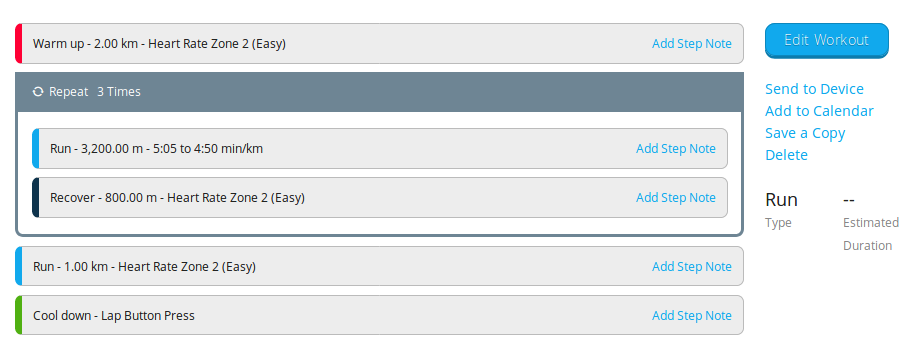 Warm up - 2.00 km - Heart Rate Zone 2 (Easy) Add Step Note
Repeat 3 Times
Run - 3,200.00 m - 5:05 to 4:50 min/km Add Step Note
Recover - 800.00 m - Heart Rate Zone 2 (Easy) Add Step Note
Run - 1.00 km - Heart Rate Zone 2 (Easy) Add Step Note
Cool down - Lap Button Press Add Step Note
Edit Workout
Send to Device
Add to Calendar
Save a Copy
Delete
Run --
Type Estimated
Duration